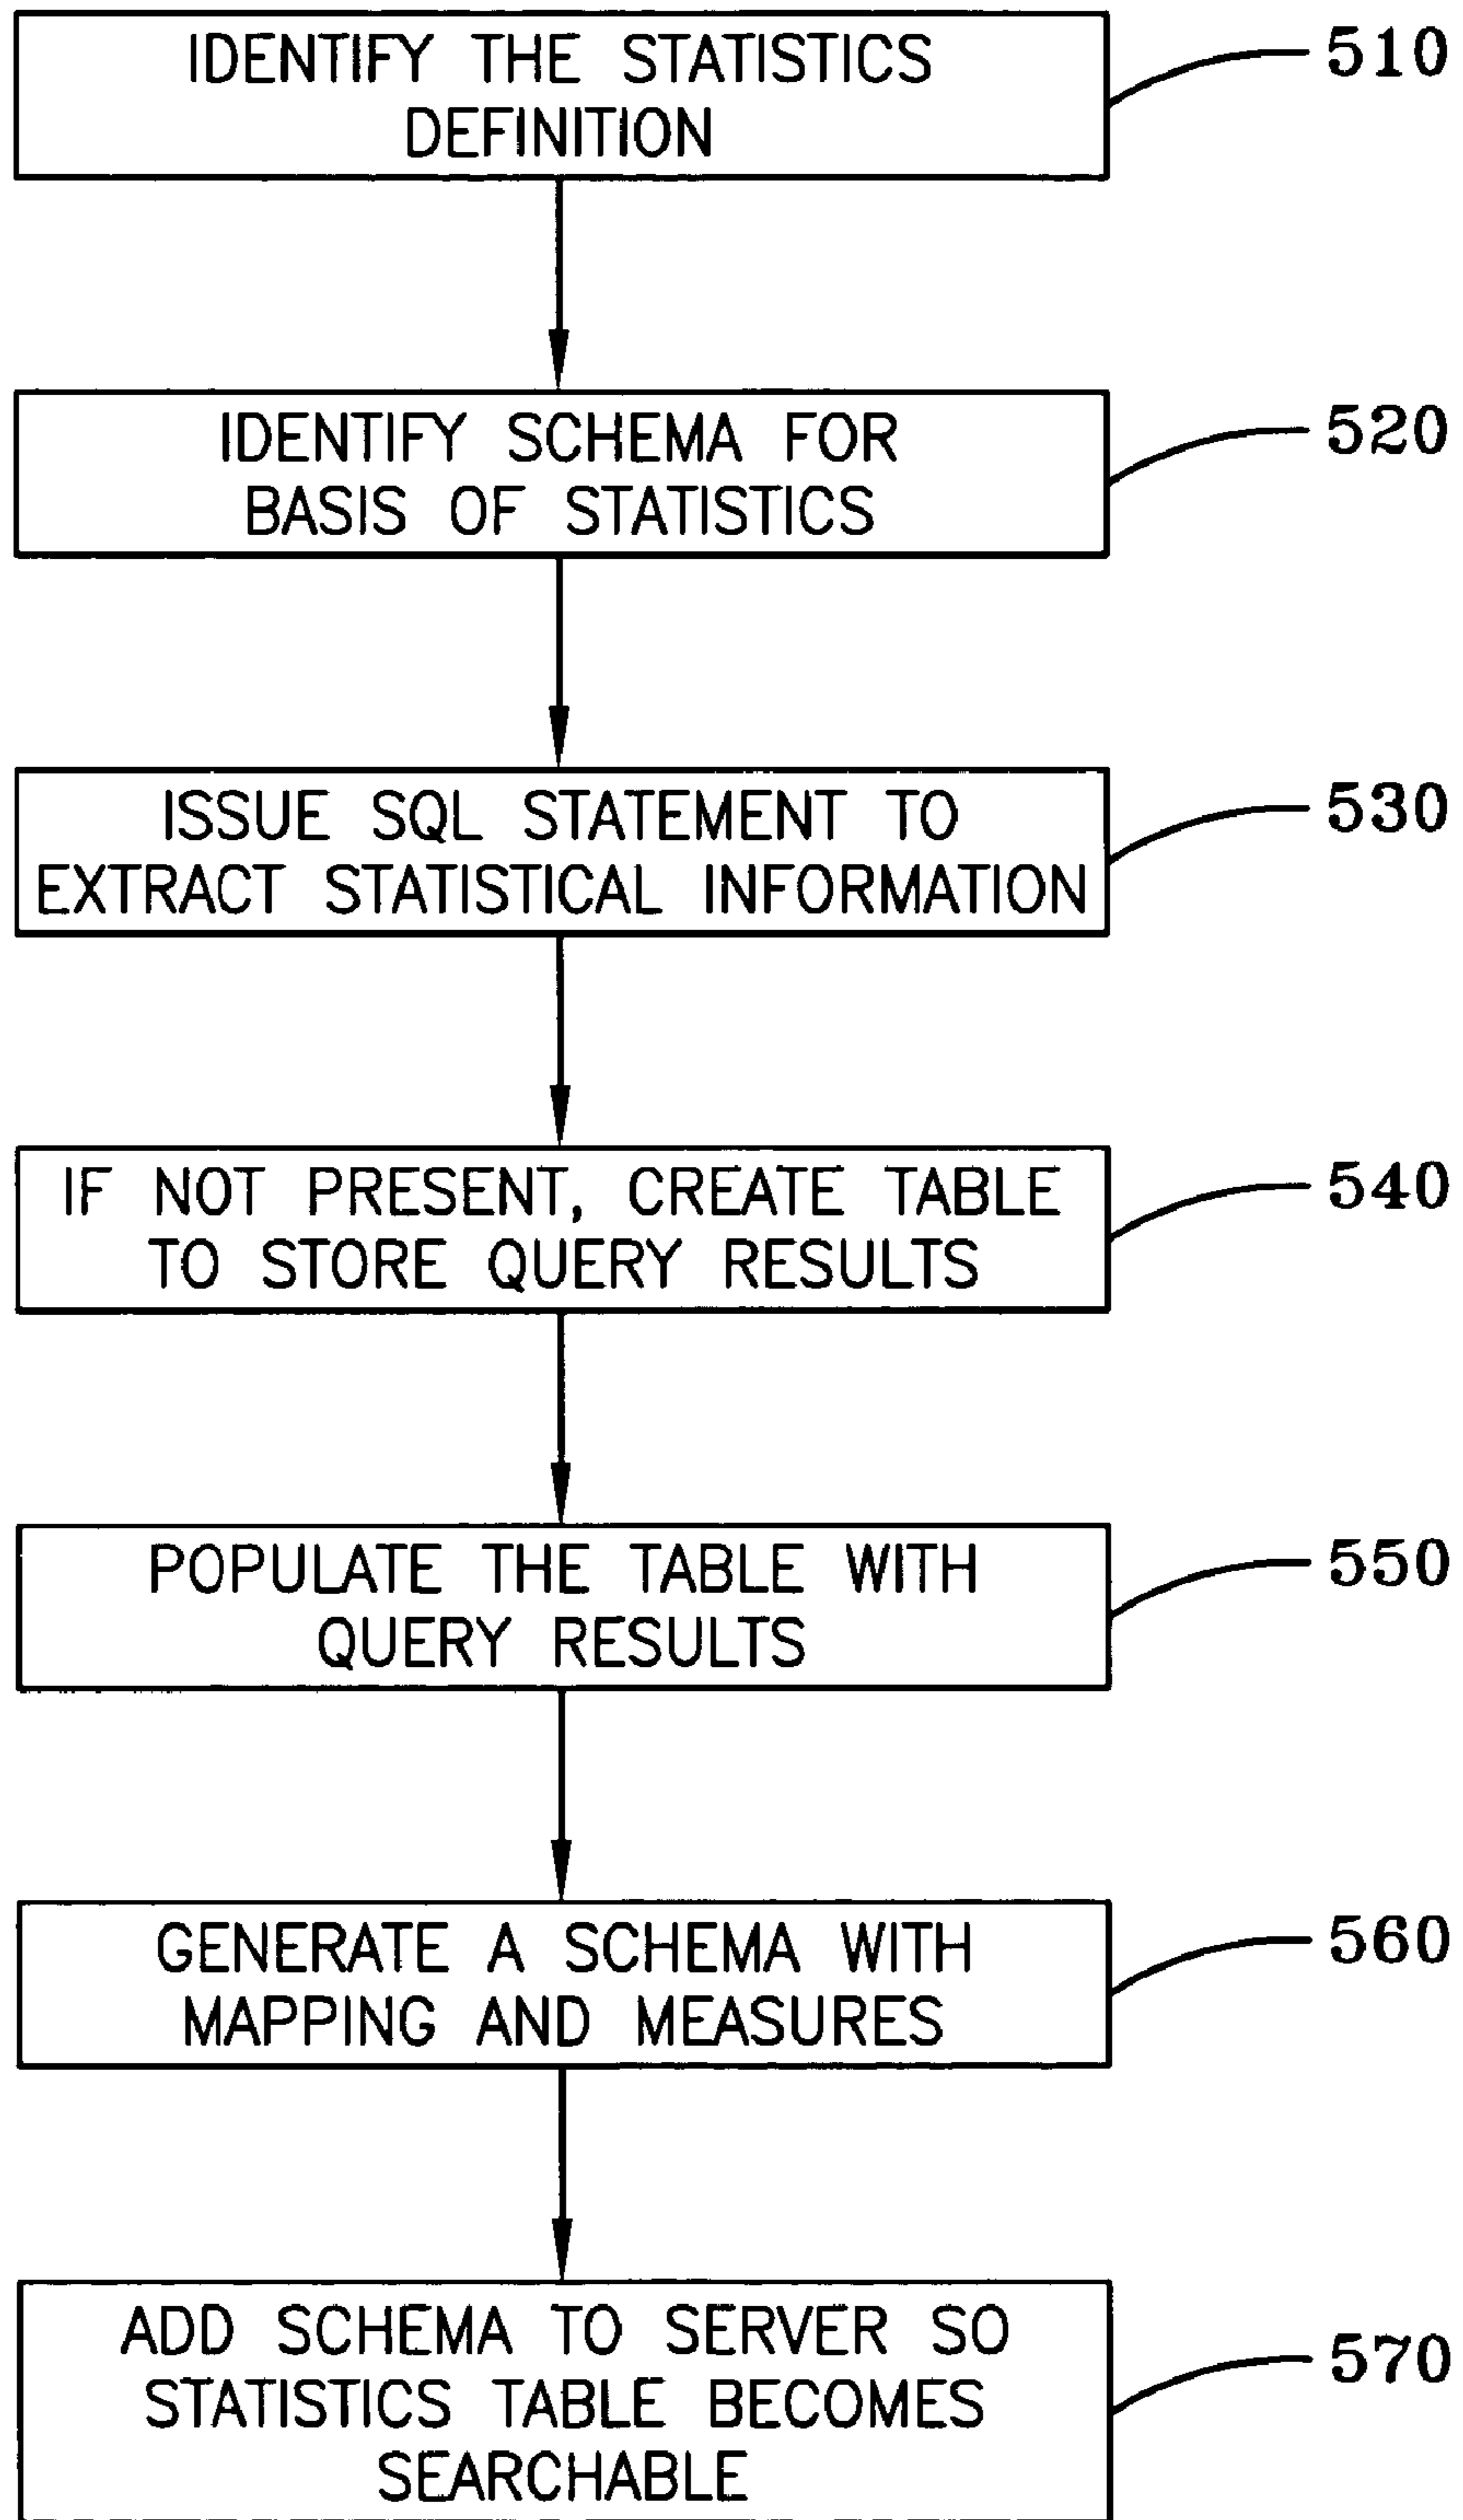 IDENTIFY THE STATISTICS
DEFINITION
510
IDENTIFY SCHEMA FOR
BASIS OF STATISTICS
520
ISSUE SQL STATEMENT TO
EXTRACT STATISTICAL INFORMATION
530
IF NOT PRESENT, CREATE TABLE
TO STORE QUERY RESULTS
540
POPULATE THE TABLE WITH
QUERY RESULTS
550
GENERATE A SCHEMA WITH
MAPPING AND MEASURES
560
ADD SCHEMA TO SERVER SO
STATISTICS TABLE BECOMES
SEARCHABLE
570